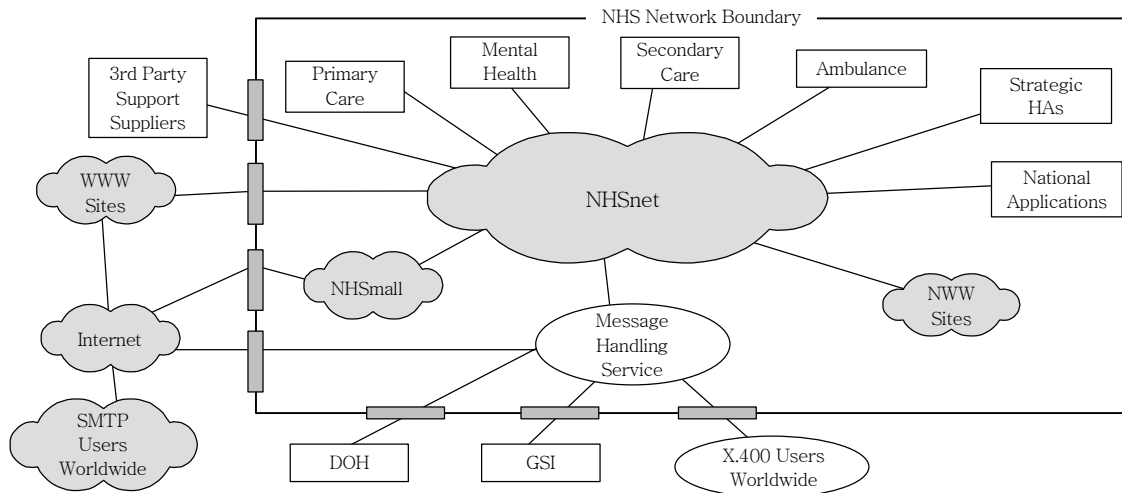 NHS Network Boundary
3rd Party
Support
Suppliers
Primary
Care
Mental
Health
Secondary
Care
Ambulance
Strategic
HAs
WWW
Sites
NHSnet
National
Applications
NHSmall
NWW
Sites
Internet
Message
Handling
Service
SMTP
Users
Worldwide
DOH
GSI
X.400 Users
Worldwide